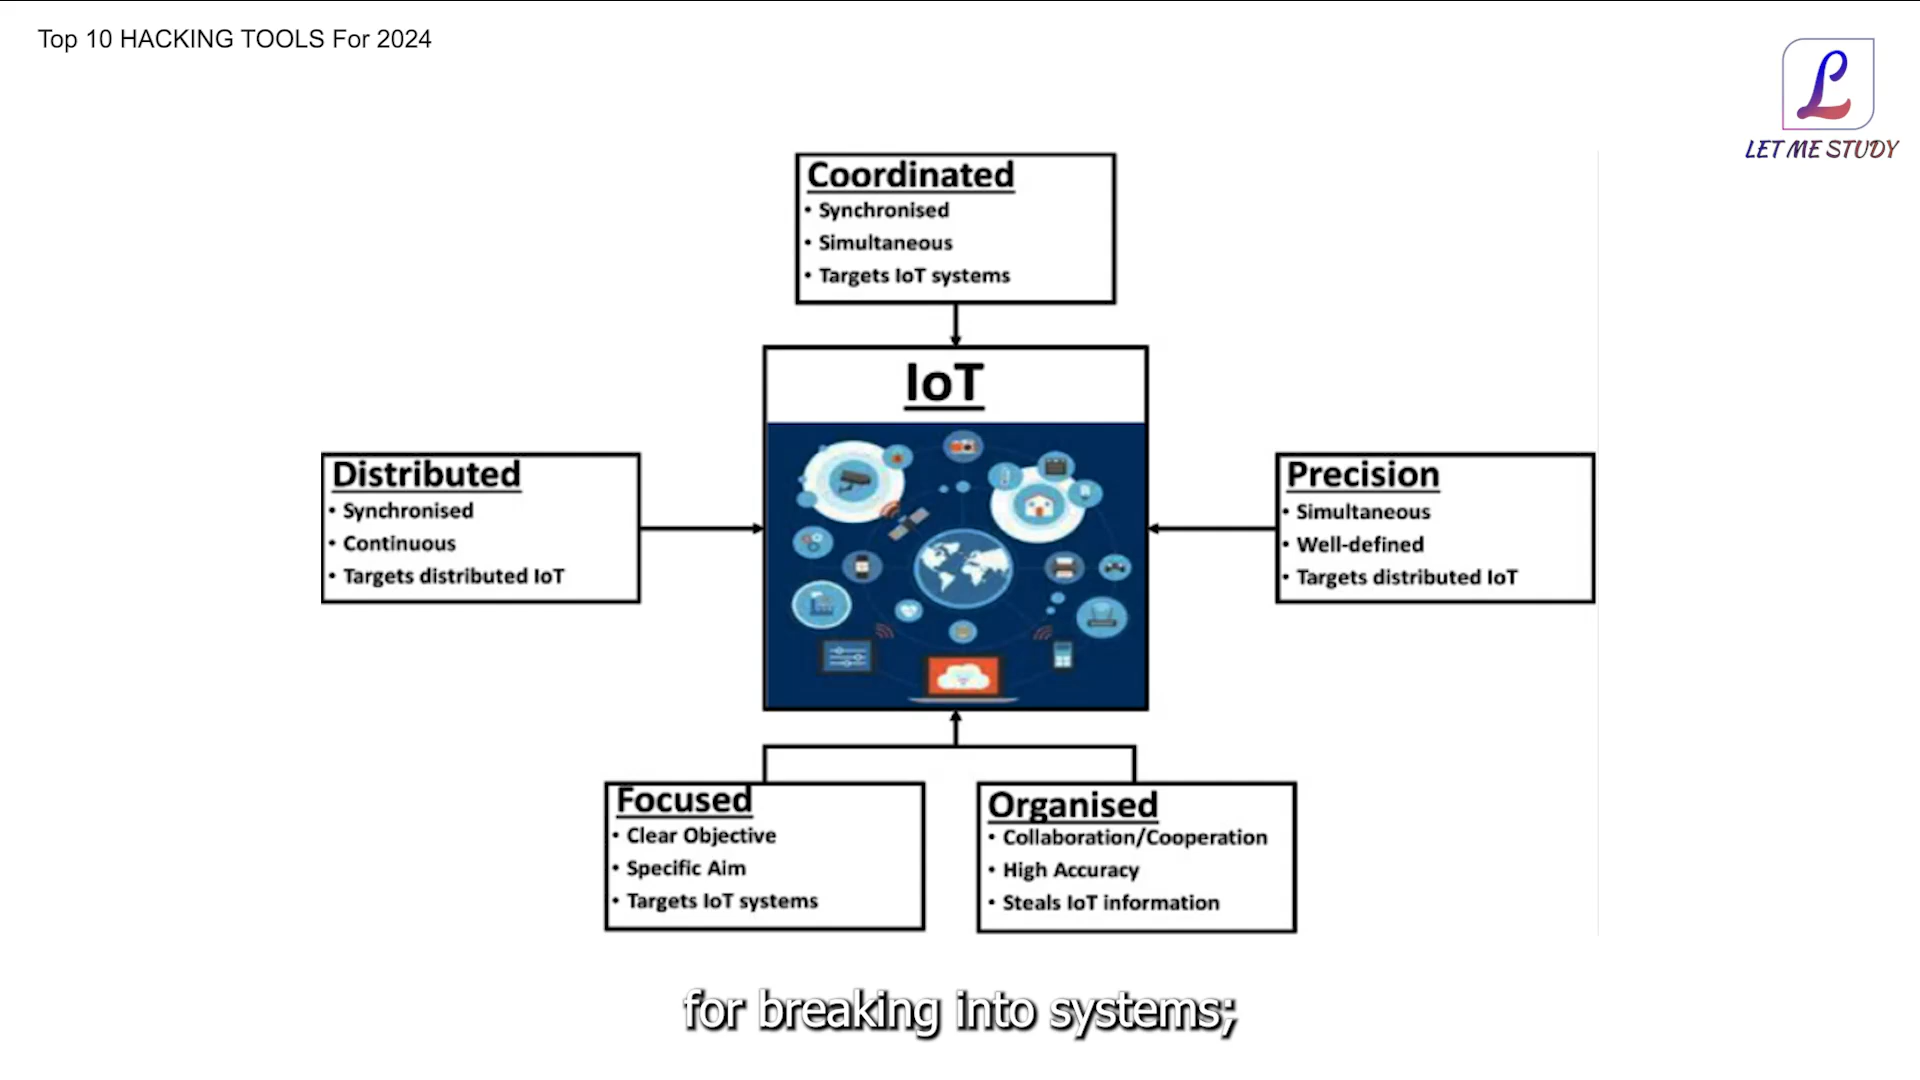 Top 10 HACKING TOOLS For 2024
L
LET ME STUDY
Coordinated
• Synchronised
• Simultaneous
• Targets IoT systems
IoT
Distributed
• Synchronised
• Continuous
• Targets distributed IoT
Precision
• Simultaneous
• Well-defined
• Targets distributed IoT
Focused
• Clear Objective
• Specific Aim
• Targets IoT systems
Organised
• Collaboration/Cooperation
• High Accuracy
• Steals IoT information
for breaking into systems;